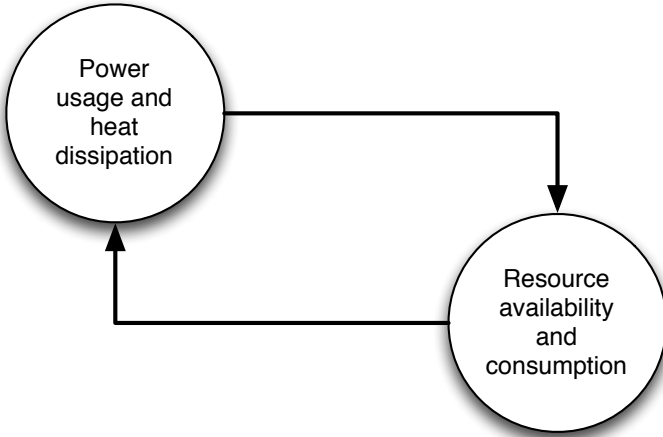 Power
usage and
heat
dissipation
Resource
availability
and
consumption